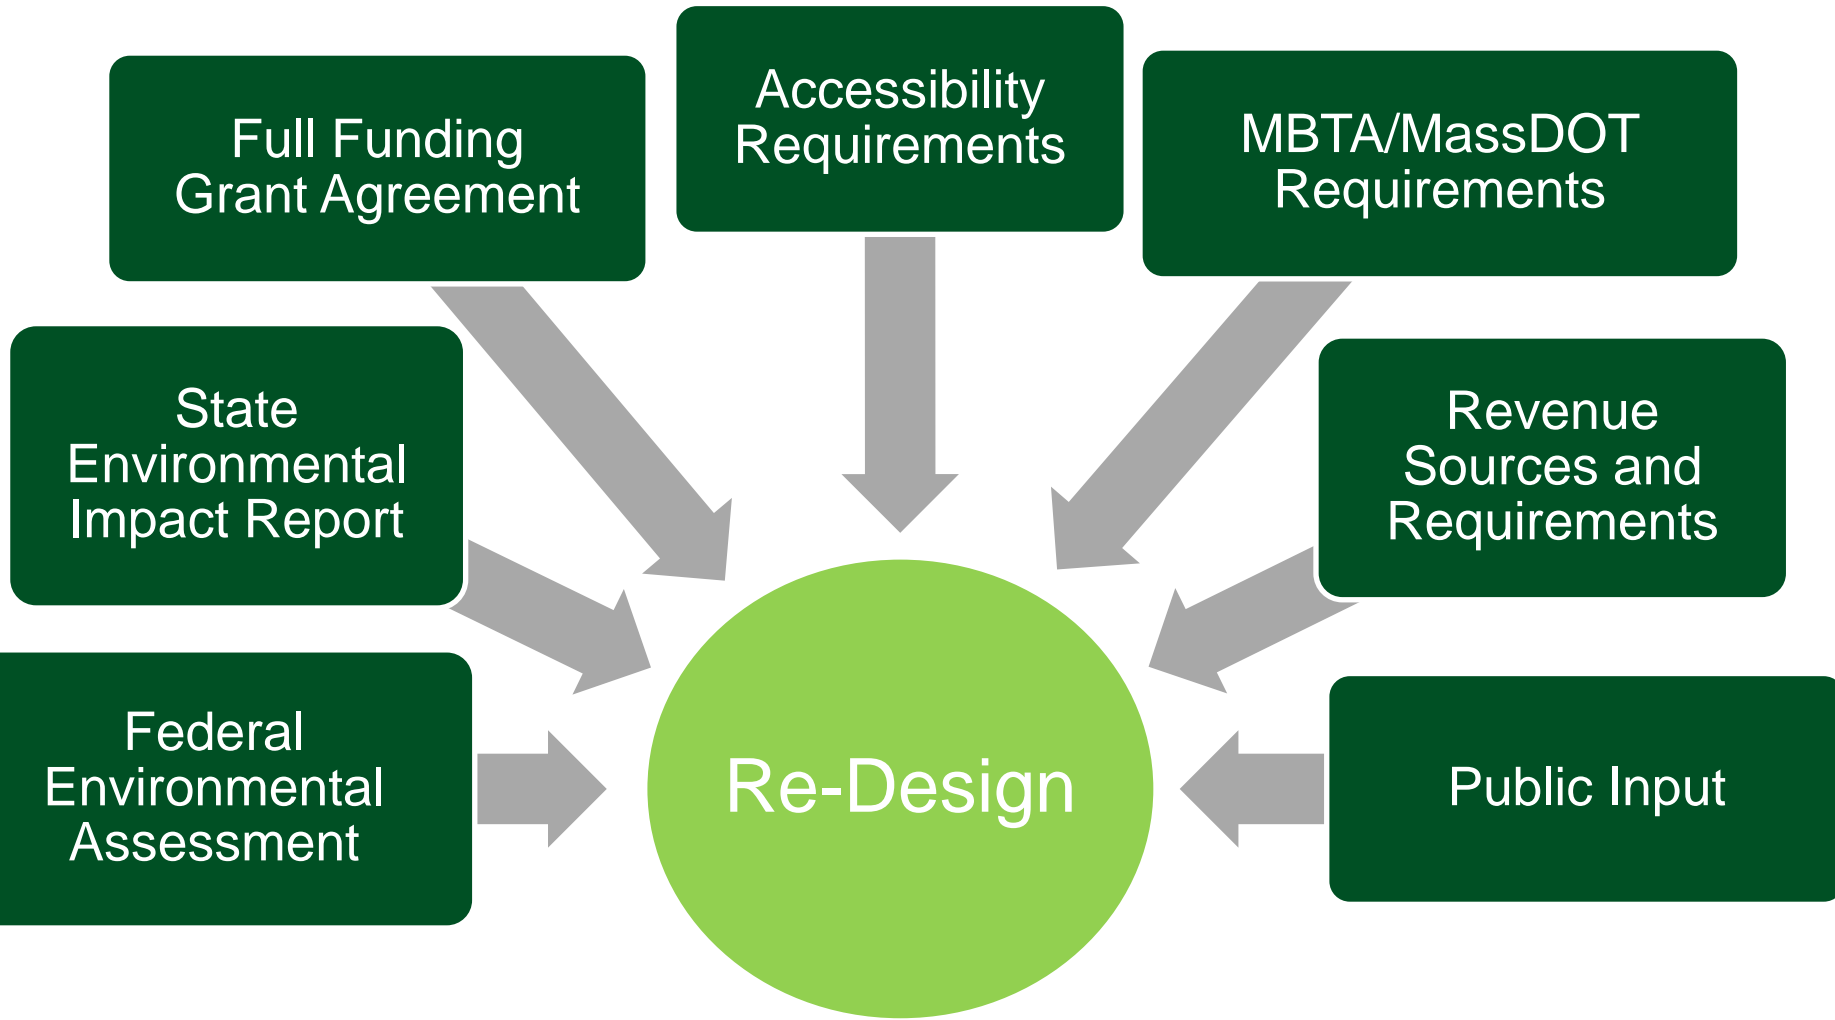 Accessibility
Requirements
Full Funding
Grant Agreement
MBTA/MassDOT
Requirements
State
Environmental
Impact Report
Revenue
Sources and
Requirements
Federal
Environmental
Assessment
Re-Design
Public Input